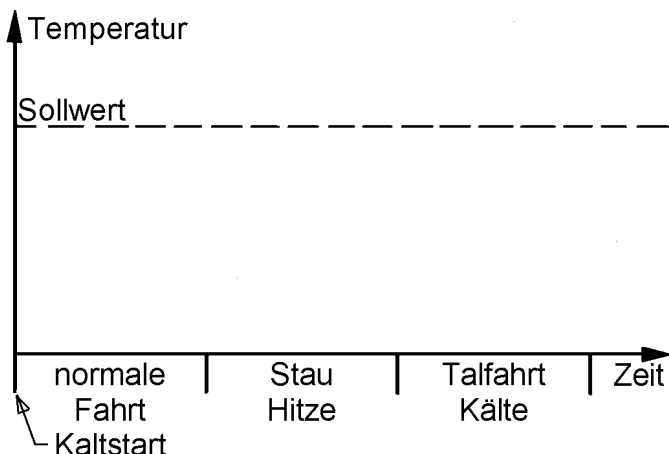 Temperatur
Sollwert
normale Fahrt
Stau Hitze
Talfahrt Kälte
Zeit
Kaltstart